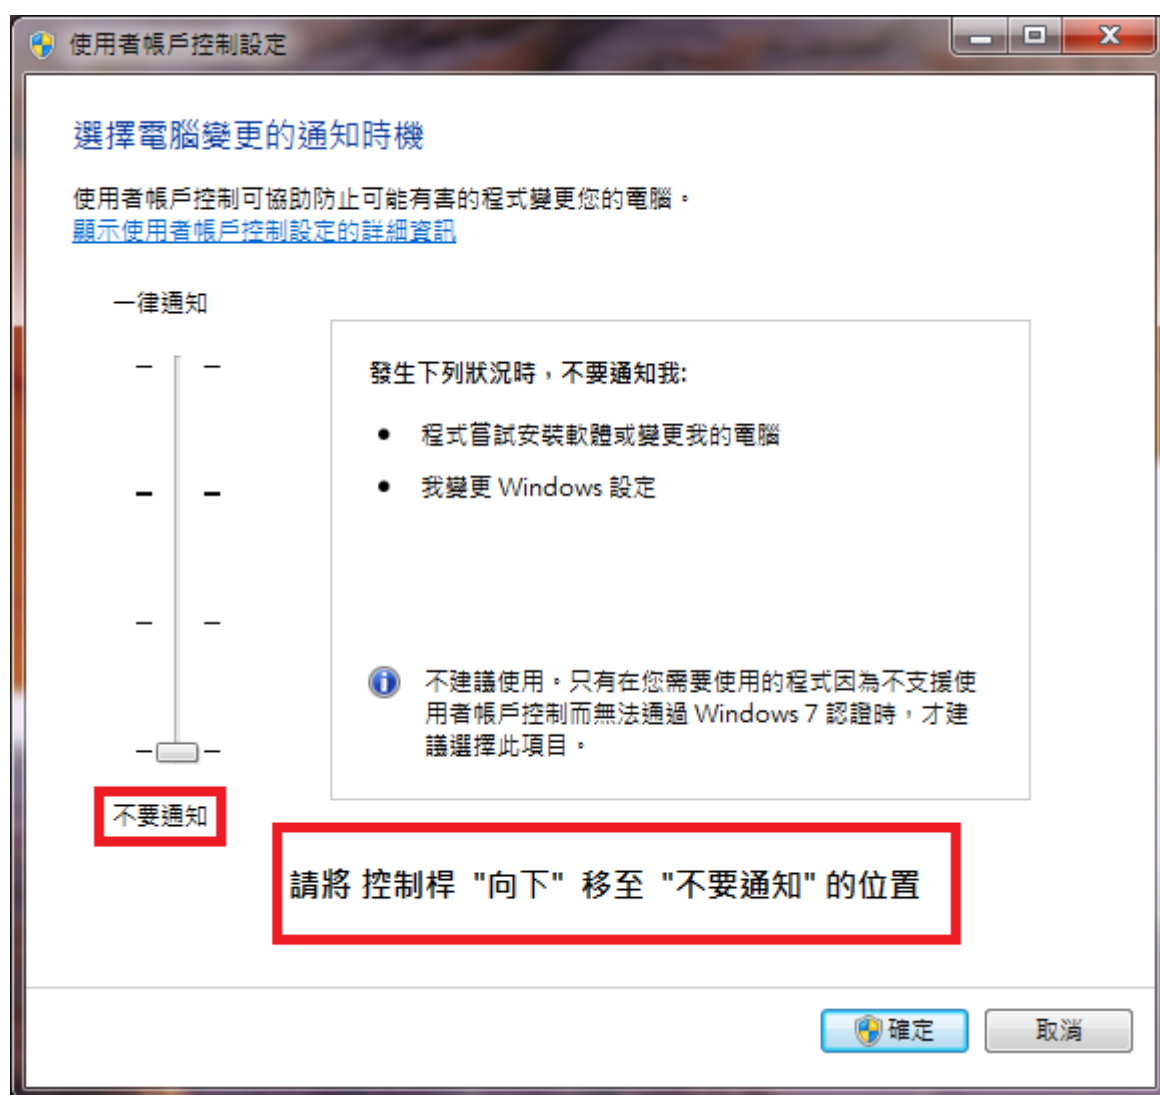 使用者帳戶控制設定
選擇電腦變更的通知時機
使用者帳戶控制可協助防止可能有害的程式變更您的電腦。
顯示使用者帳戶控制設定的詳細資訊
一律通知
發生下列狀況時，不要通知我:
• 程式嘗試安裝軟體或變更我的電腦
• 我變更 Windows 設定
不建議使用。只有在您需要使用的程式因為不支援使
用者帳戶控制而無法通過 Windows 7 認證時，才建
議選擇此項目。
不要通知
請將 控制桿 "向下" 移至 "不要通知" 的位置
確定
取消